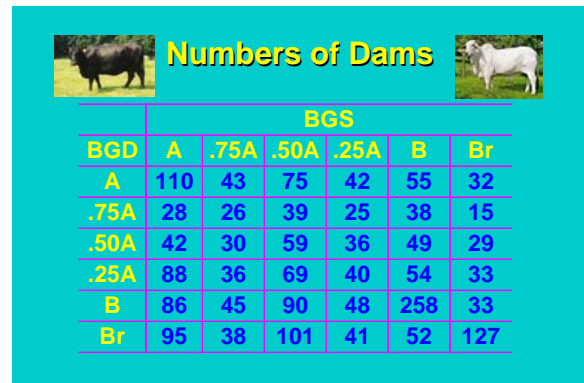 Numbers of Dams
BGS
BGD A .75A .50A .25A B Br
A 110 43 75 42 55 32
.75A 28 26 39 25 38 15
.50A 42 30 59 36 49 29
.25A 88 36 69 40 54 33
B 86 45 90 48 258 33
Br 95 38 101 41 52 127